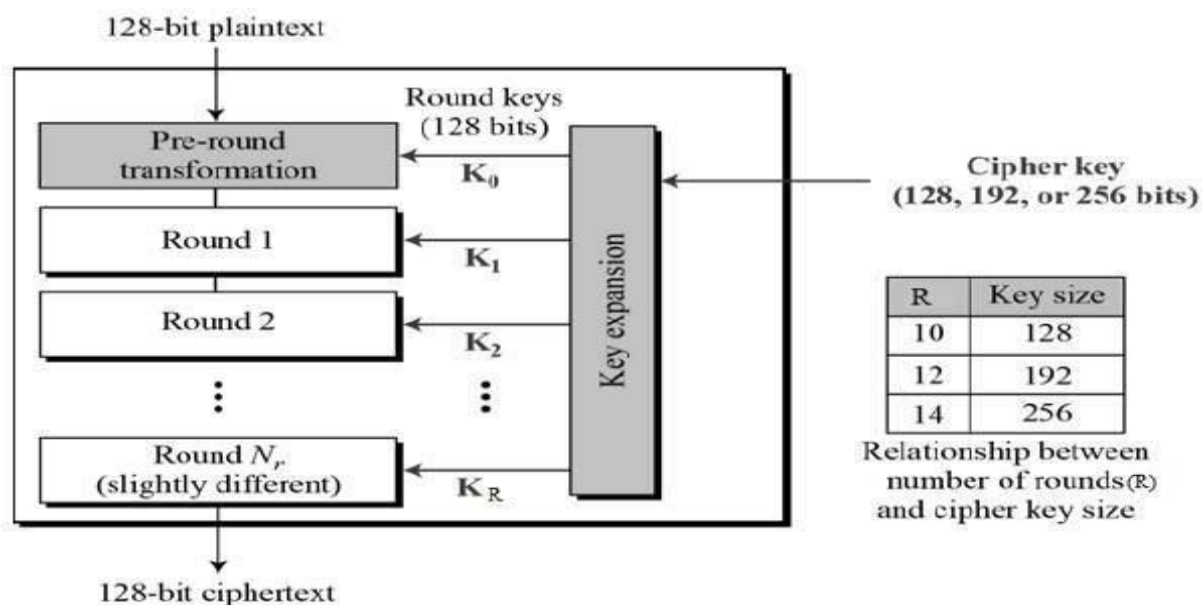 128-bit plaintext
Round keys
(128 bits)
Pre-round
transformation
K₀
Cipher key
(128, 192, or 256 bits)
Round 1
K₁
Round 2
K₂
Key expansion
R Key size
10 128
12 192
14 256
Round Nᵣ
(slightly different)
K R
Relationship between
number of rounds(R)
and cipher key size
128-bit ciphertext